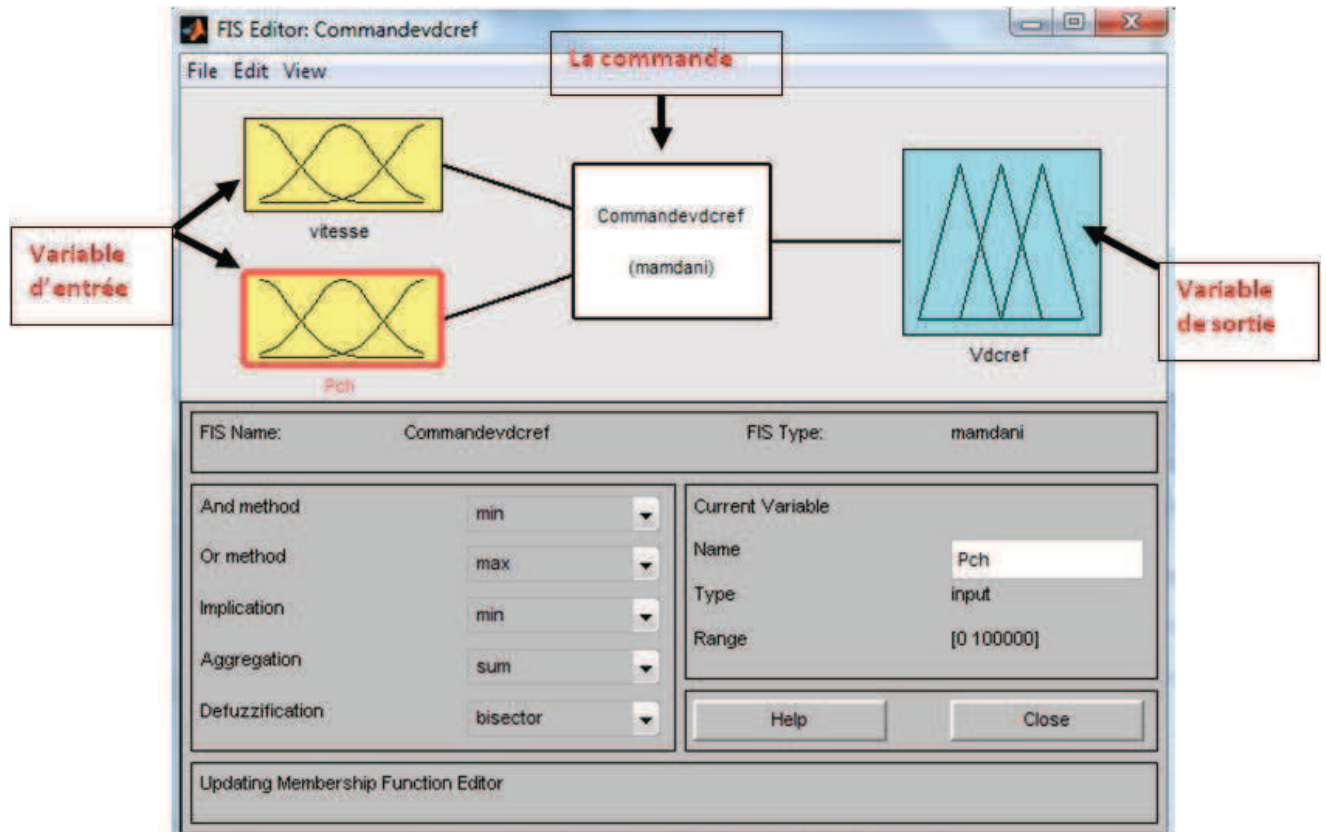 FIS Editor: Commandevdcref
File Edit View
La commande
vitesse
Pch
Variable
d'entrée
Commandevdcref
(mamdani)
Vdcref
Variable
de sortie
FIS Name: Commandevdcref FIS Type: mamdani
And method min
Or method max
Implication min
Aggregation sum
Defuzzification bisector
Current Variable
Name Pch
Type input
Range [0 100000]
Help Close
Updating Membership Function Editor